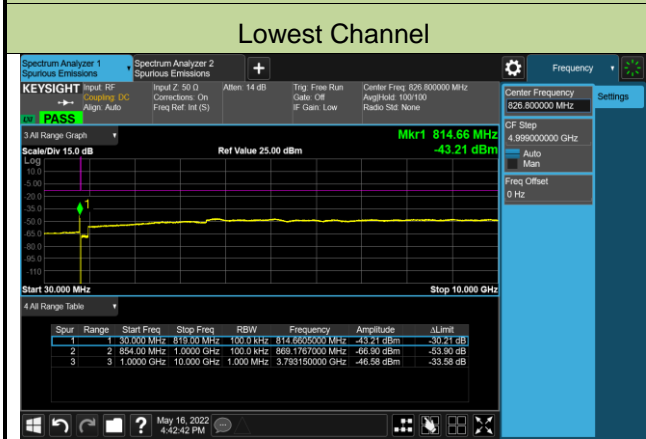 Lowest Channel
Spectrum Analyzer 1
Spurious Emissions
Spectrum Analyzer 2
Spurious Emissions
+
Frequency
KEYSIGHT
Input: RF
Coupling: DC
Align: Auto
Input Z: 50 Ω
Corrections: On
Freq Ref: Int (S)
Atten: 14 dB
Trig: Free Run
Gate: Off
IF Gain: Low
Center Freq: 826.800000 MHz
Avg|Hold: 100/100
Radio Std: None
PASS
Center Frequency
826.800000 MHz
Settings
CF Step
4.999000000 GHz
Auto
Man
Freq Offset
0 Hz
3 All Range Graph
Mkr1 814.66 MHz
Scale/Div 15.0 dB
Ref Value 25.00 dBm
-43.21 dBm
Log
10.0
-5.00
-20.0
-35.0
-50.0
-65.0
-80.0
-95.0
-110
1
Start 30.000 MHz
Stop 10.000 GHz
4 All Range Table
Spur Range Start Freq Stop Freq RBW Frequency Amplitude ΔLimit
1 1 30.000 MHz 819.00 MHz 100.0 kHz 814.6605000 MHz -43.21 dBm -30.21 dB
2 2 854.00 MHz 1.0000 GHz 100.0 kHz 869.1767000 MHz -66.90 dBm -53.90 dB
3 3 1.0000 GHz 10.000 GHz 1.000 MHz 3.793150000 GHz -46.58 dBm -33.58 dB
?
May 16, 2022
4:42:42 PM